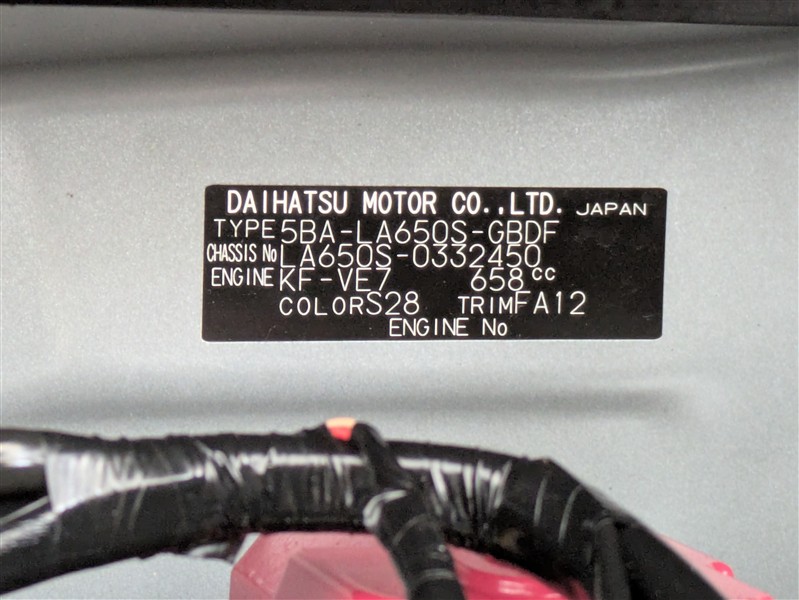 DAIHATSU MOTOR CO.,LTD. JAPAN
TYPE 5BA-LA650S-GBDF
CHASSIS No LA650S-0332450
ENGINE KF-VE7 658cc
COLOR S28 TRIM FA12
ENGINE No